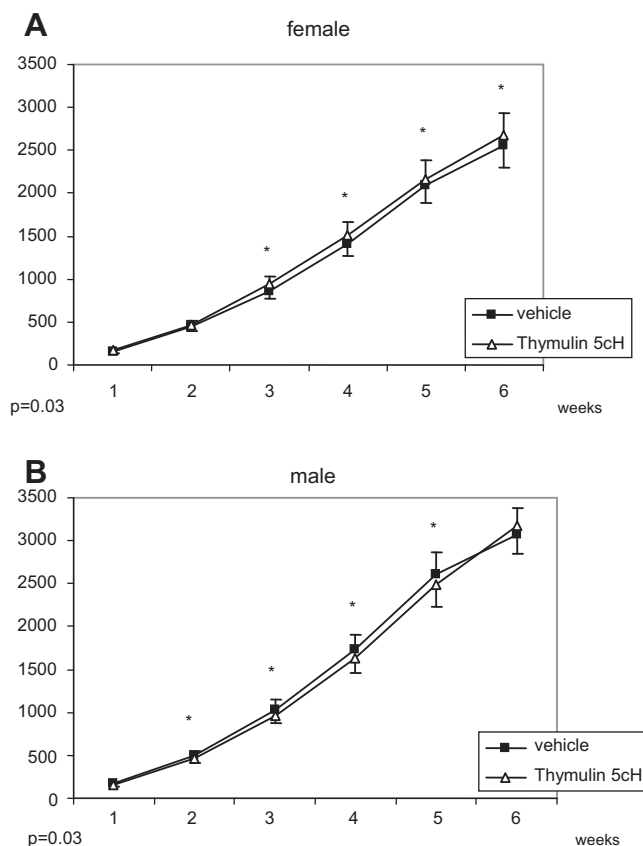 A
female
3500
3000
2500
2000
1500
1000
500
0
* * * *
vehicle
Thymulin 5cH
1 2 3 4 5 6
p=0.03 weeks
B
male
3500
3000
2500
2000
1500
1000
500
0
* * * *
vehicle
Thymulin 5cH
1 2 3 4 5 6
p=0.03 weeks